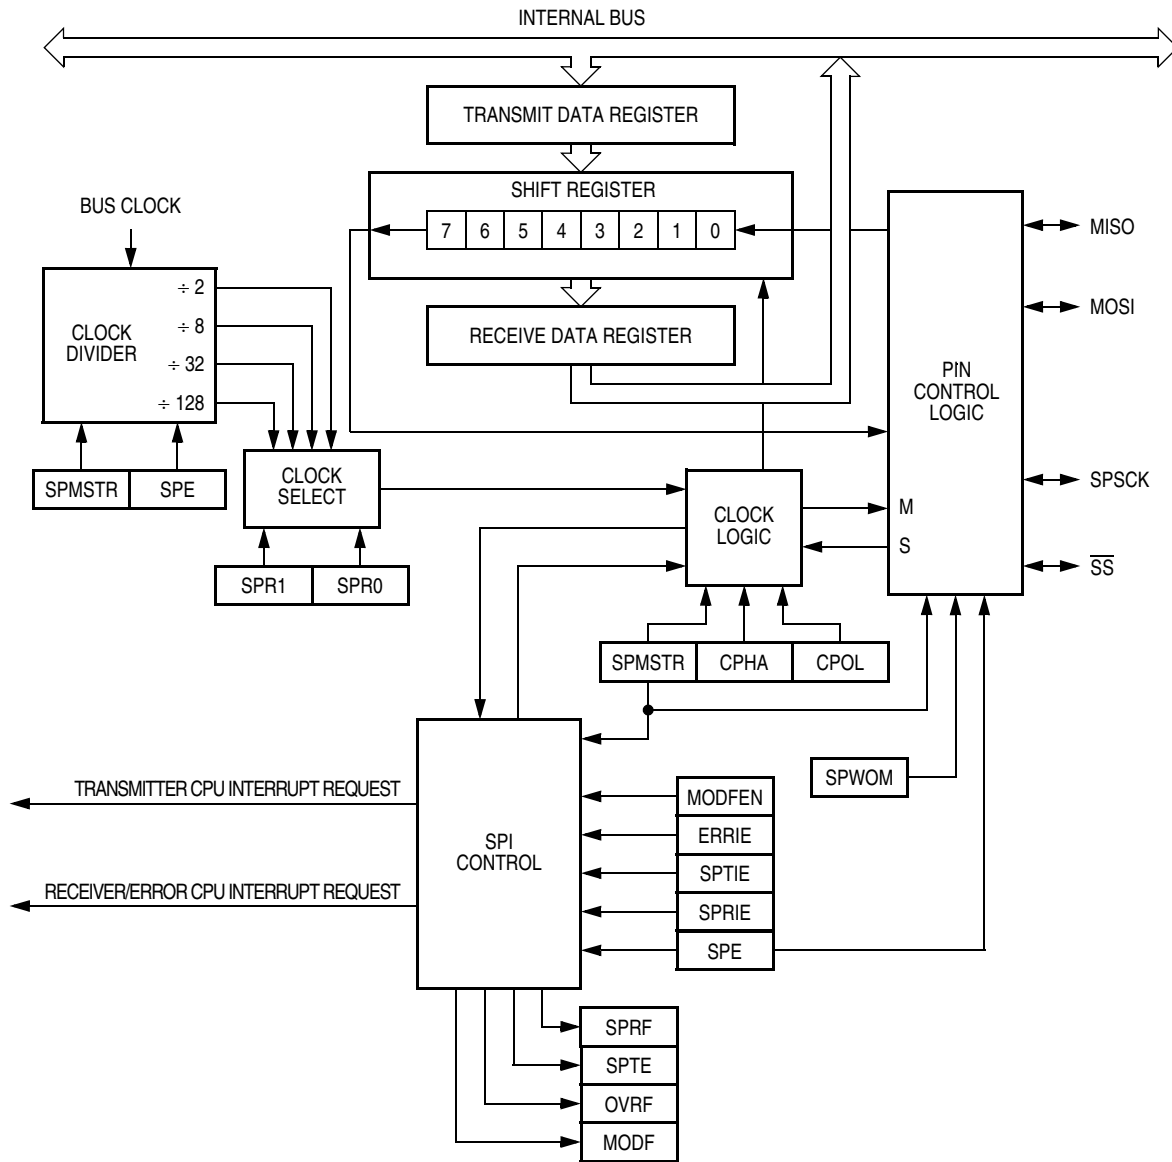 INTERNAL BUS
TRANSMIT DATA REGISTER
SHIFT REGISTER
7 6 5 4 3 2 1 0
BUS CLOCK
CLOCK
DIVIDER
÷ 2
÷ 8
÷ 32
÷ 128
RECEIVE DATA REGISTER
PIN
CONTROL
LOGIC
MISO
MOSI
SPSCK
SS
M
S
SPMSTR SPE
CLOCK
SELECT
CLOCK
LOGIC
SPR1 SPR0
SPMSTR CPHA CPOL
SPWOM
TRANSMITTER CPU INTERRUPT REQUEST
RECEIVER/ERROR CPU INTERRUPT REQUEST
SPI
CONTROL
MODFEN
ERRIE
SPTIE
SPRIE
SPE
SPRF
SPTE
OVRF
MODF